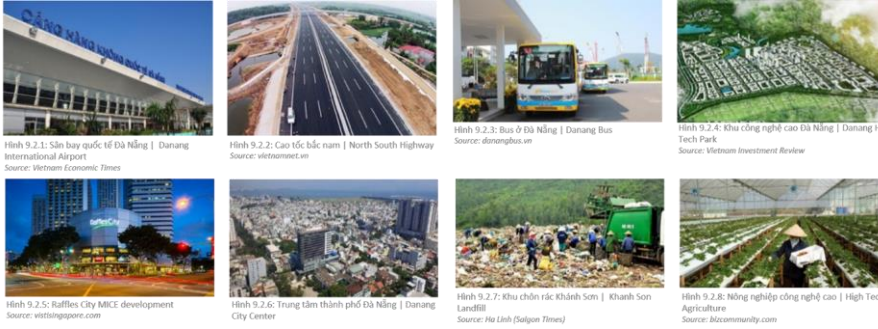 CẢNG HÀNG KHÔNG QUỐC TẾ ĐÀ NẴNG
Hình 9.2.1: Sân bay quốc tế Đà Nẵng | Danang
International Airport
Source: Vietnam Economic Times
Hình 9.2.2: Cao tốc bắc nam | North South Highway
Source: vietnamnet.vn
Hình 9.2.3: Bus ở Đà Nẵng | Danang Bus
Source: danangbus.vn
Hình 9.2.4: Khu công nghệ cao Đà Nẵng | Danang H
Tech Park
Source: Vietnam Investment Review
Raffles City
Hình 9.2.5: Raffles City MICE development
Source: vistisingapore.com
Hình 9.2.6: Trung tâm thành phố Đà Nẵng | Danang
City Center
Hình 9.2.7: Khu chôn rác Khánh Sơn | Khanh Son
Landfill
Source: Ha Linh (Saigon Times)
Hình 9.2.8: Nông nghiệp công nghệ cao | High Tec
Agriculture
Source: bizcommunity.com